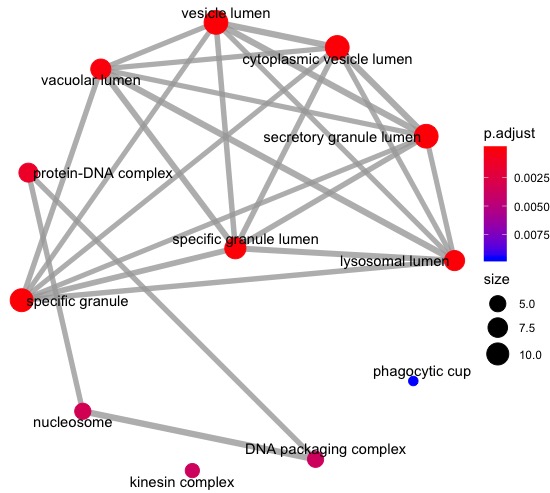 vesicle lumen
cytoplasmic vesicle lumen
vacuolar lumen
secretory granule lumen
p.adjust
0.0025
0.0050
0.0075
protein-DNA complex
specific granule lumen
lysosomal lumen
size
5.0
7.5
10.0
specific granule
phagocytic cup
nucleosome
DNA packaging complex
kinesin complex